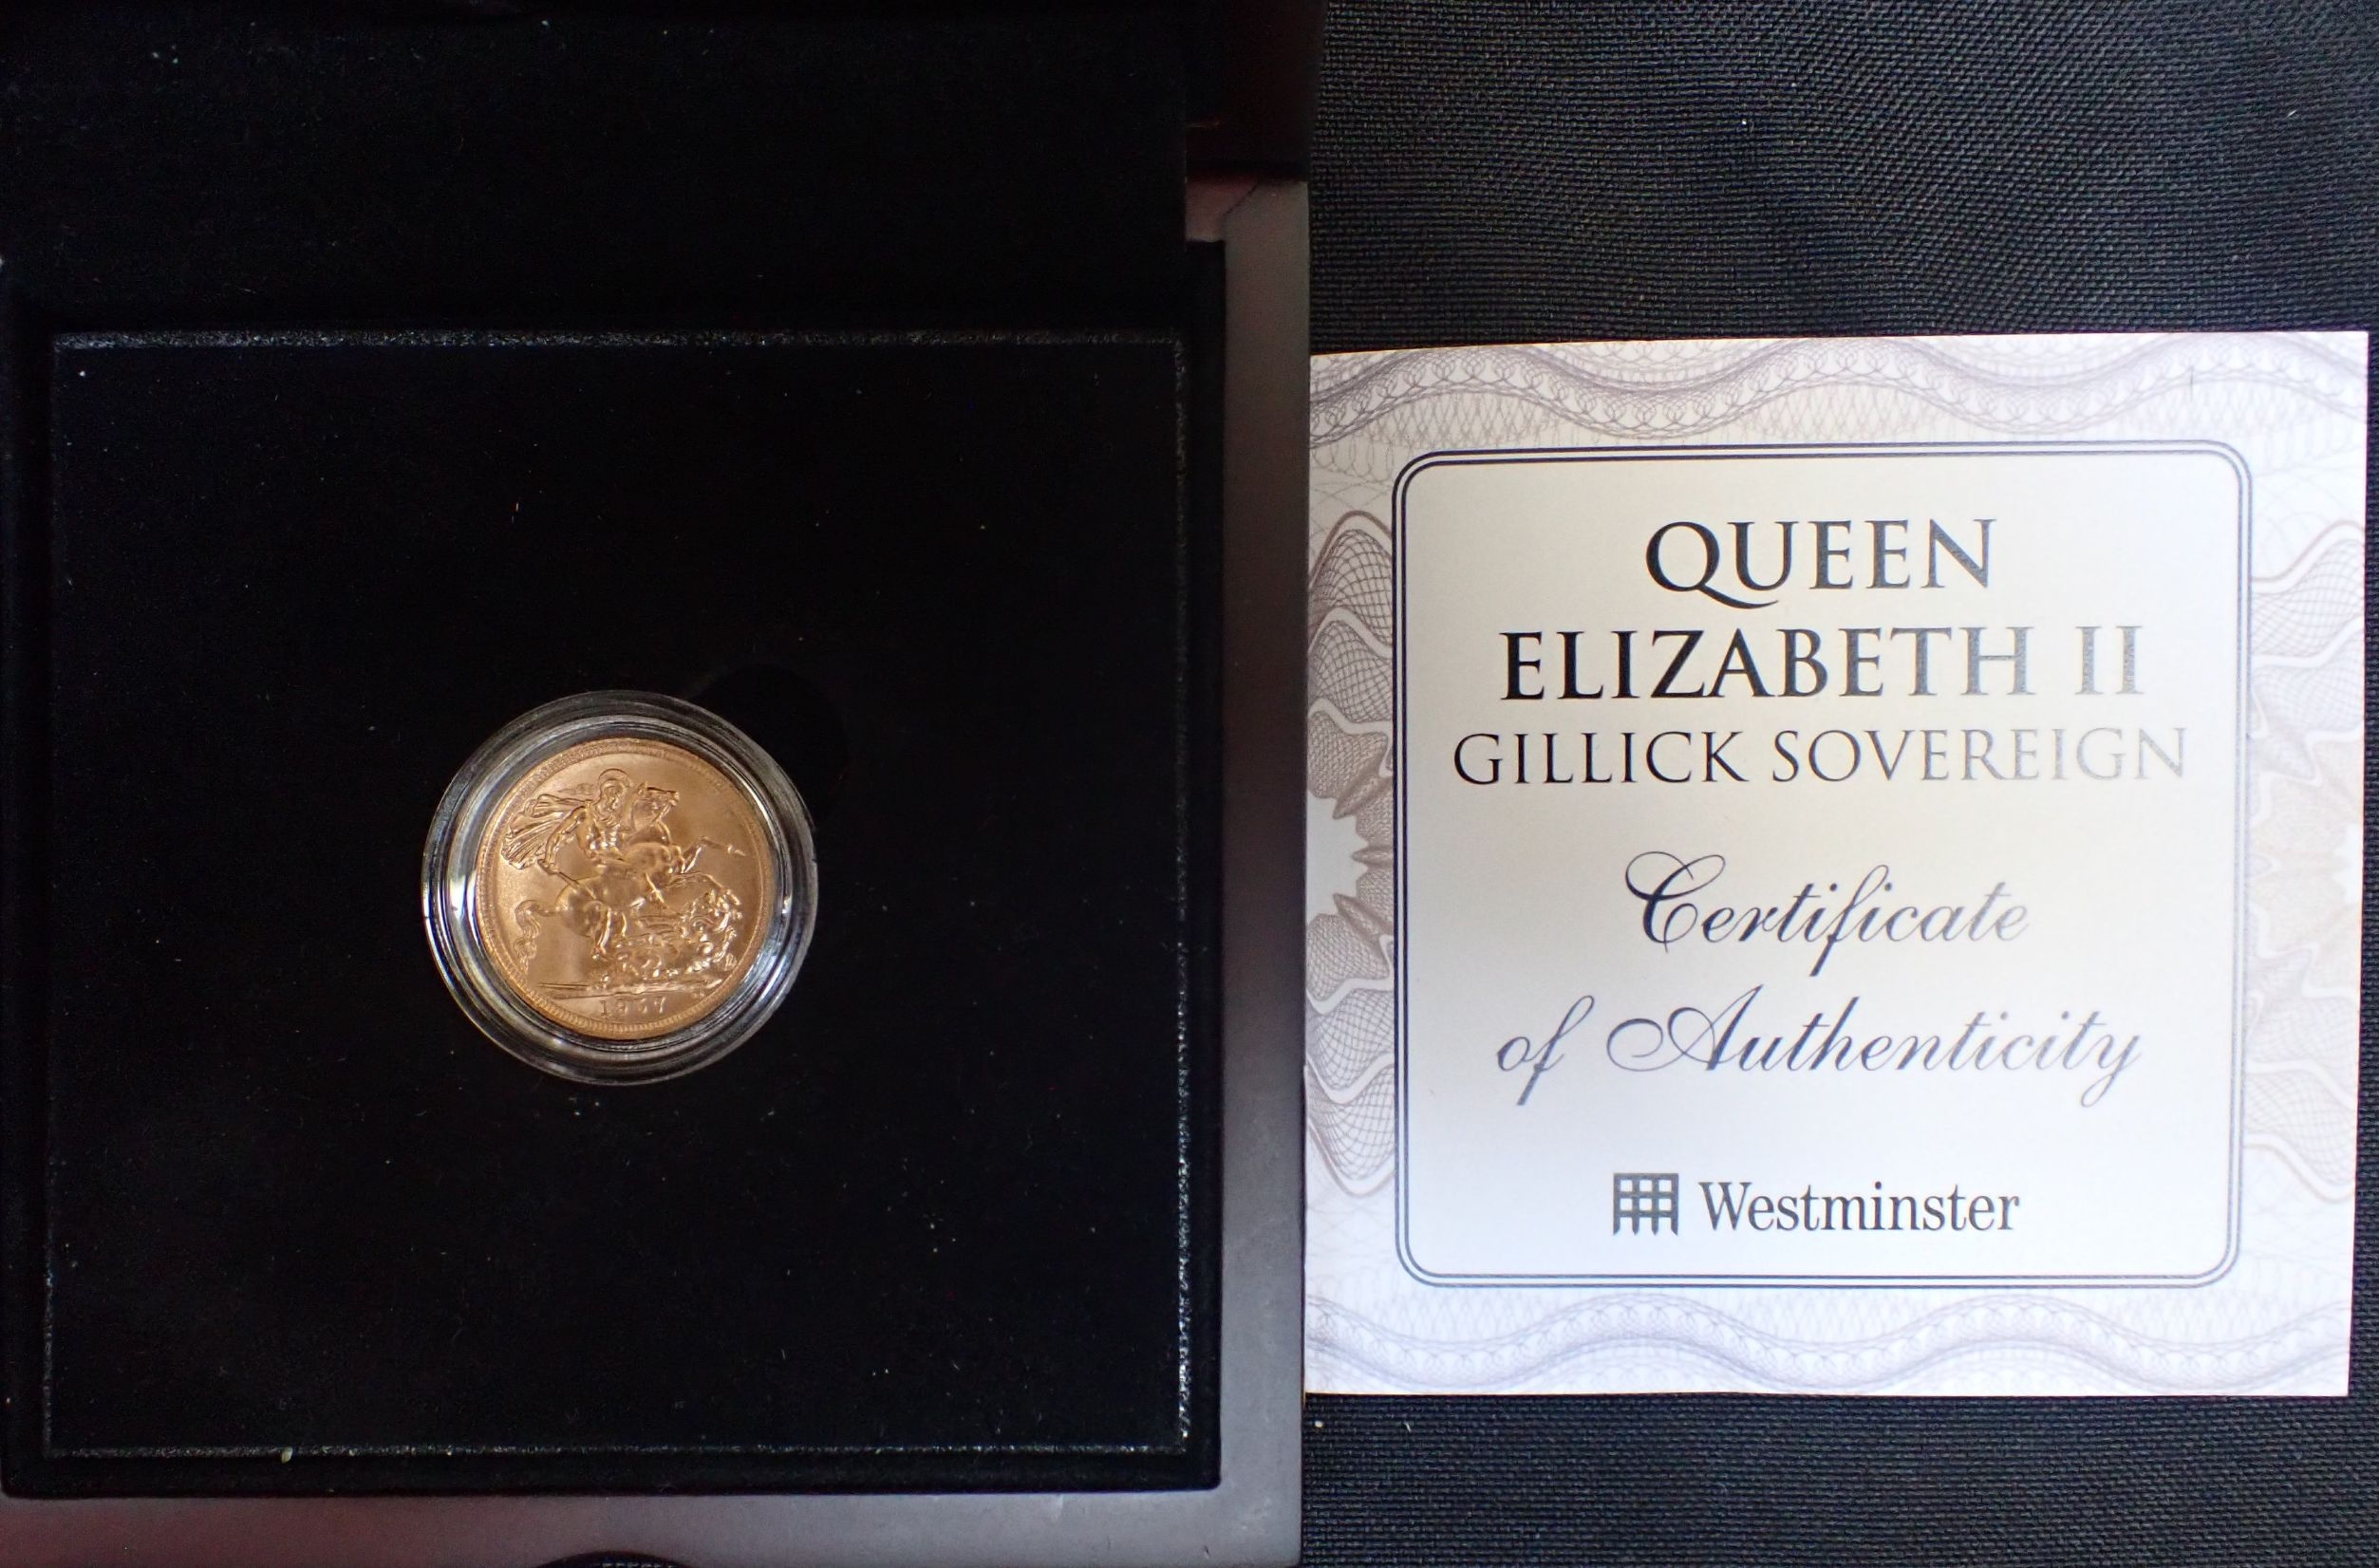 QUEEN
ELIZABETH II
GILLICK SOVEREIGN
Certificate
of Authenticity
Westminster